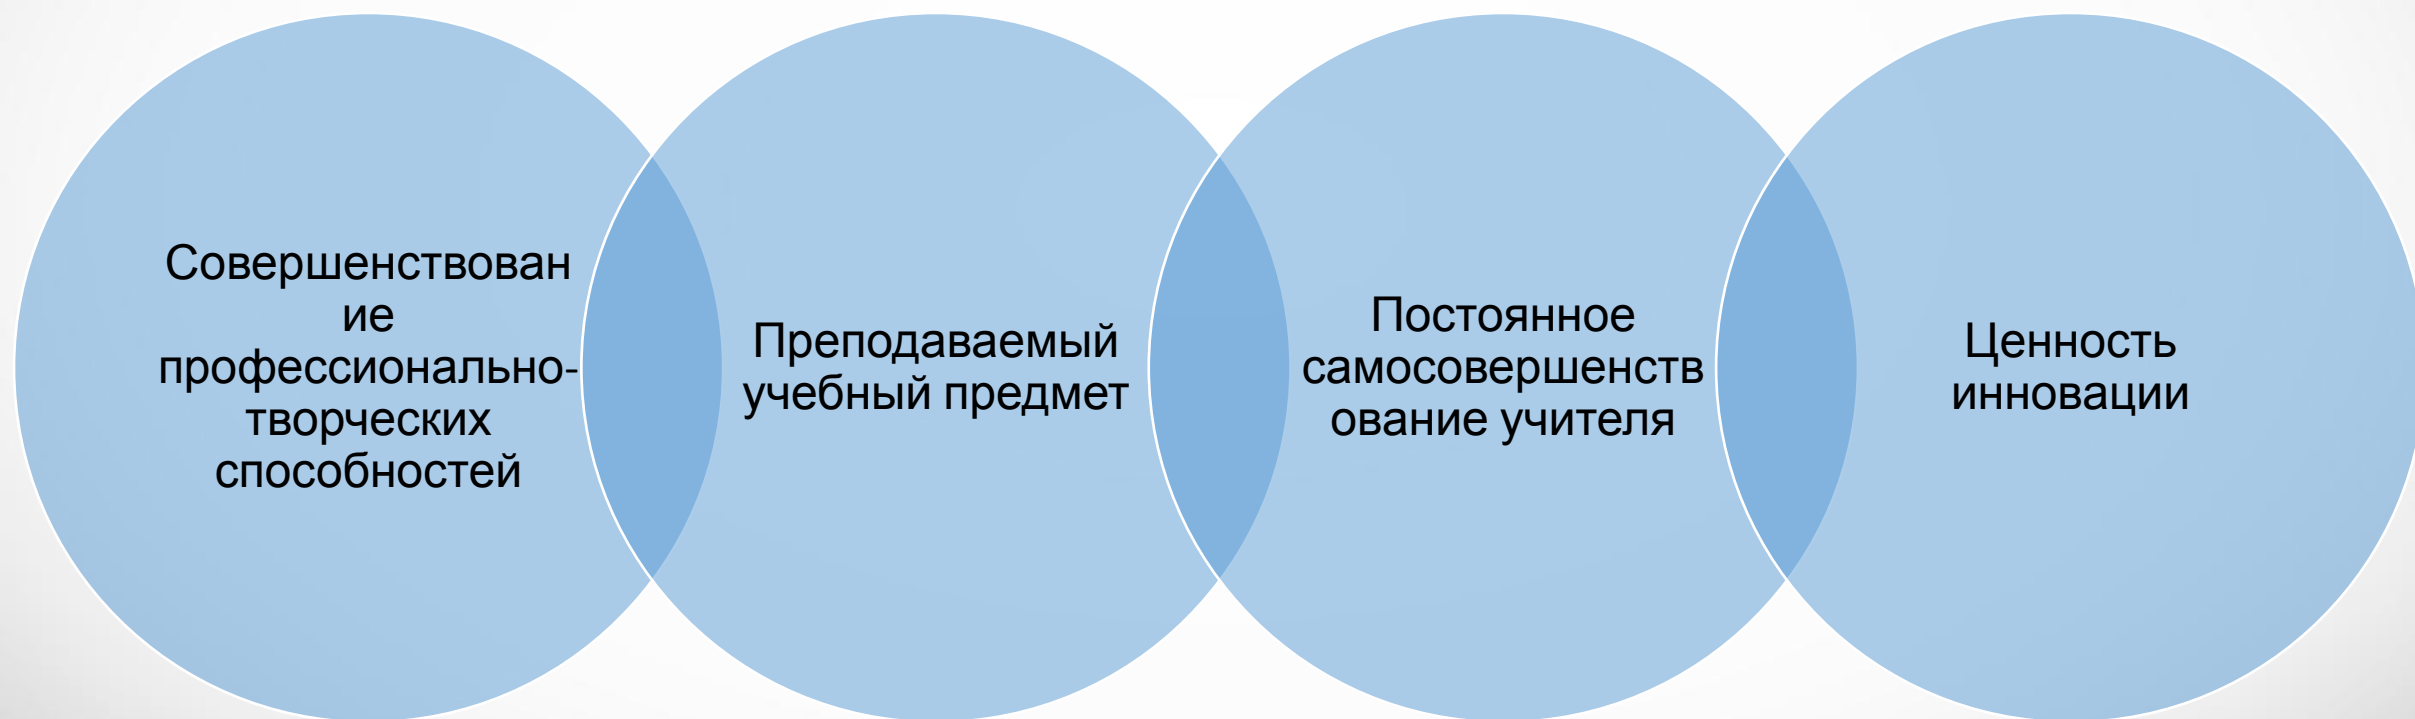 Совершенствован
ие
профессионально-
творческих
способностей
Преподаваемый
учебный предмет
Постоянное
самосовершенств
ование учителя
Ценность
инновации